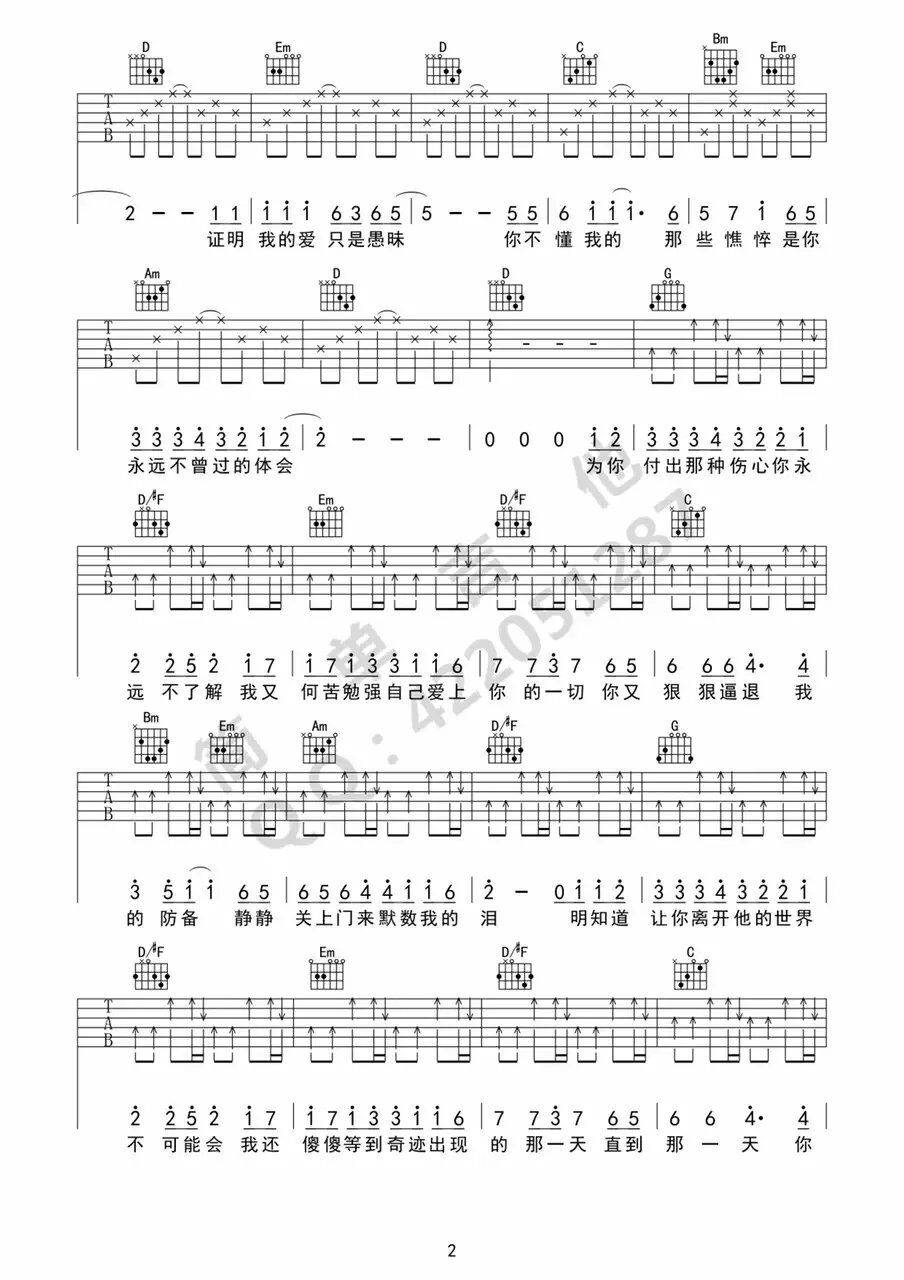 D Em D C Bm Em
T A B
2 - - 1 1 | 1 1 1 6 3 6 5 | 5 - - 5 5 | 6 1 1 1 · 6 | 5 7 1 6 5
证明 我的爱 只是愚昧 你不 懂我的 那 些憔悴是你
Am D D G
T A B
3 3 3 4 3 2 1 2 | 2 - - - | 0 0 0 1 2 | 3 3 3 4 3 2 2 1
永远不曾过的体会 为你 付出那种伤心你永
D/#F Em D/#F C
T A B
2 2 5 2 1 7 | 1 7 1 3 3 1 1 6 | 7 7 3 7 6 5 | 6 6 6 4 · 4
远 不了解 我又 何苦勉强自己爱上 你 的一切 你又 狠 狠逼退 我
Bm Em Am D/#F G
T A B
3 5 1 1 6 5 | 6 5 6 4 4 1 1 6 | 2 - 0 1 1 2 | 3 3 3 4 3 2 2 1
的 防备 静静 关上门来默数我的 泪 明知道 让你离开他的世界
D/#F Em D/#F C
T A B
2 2 5 2 1 7 | 1 7 1 3 3 1 1 6 | 7 7 3 7 6 5 | 6 6 4 · 4
不 可能会 我还 傻傻等到奇迹出现 的 那一天 直到 那 一 天 你
简单吉他
QQ:422051287
2